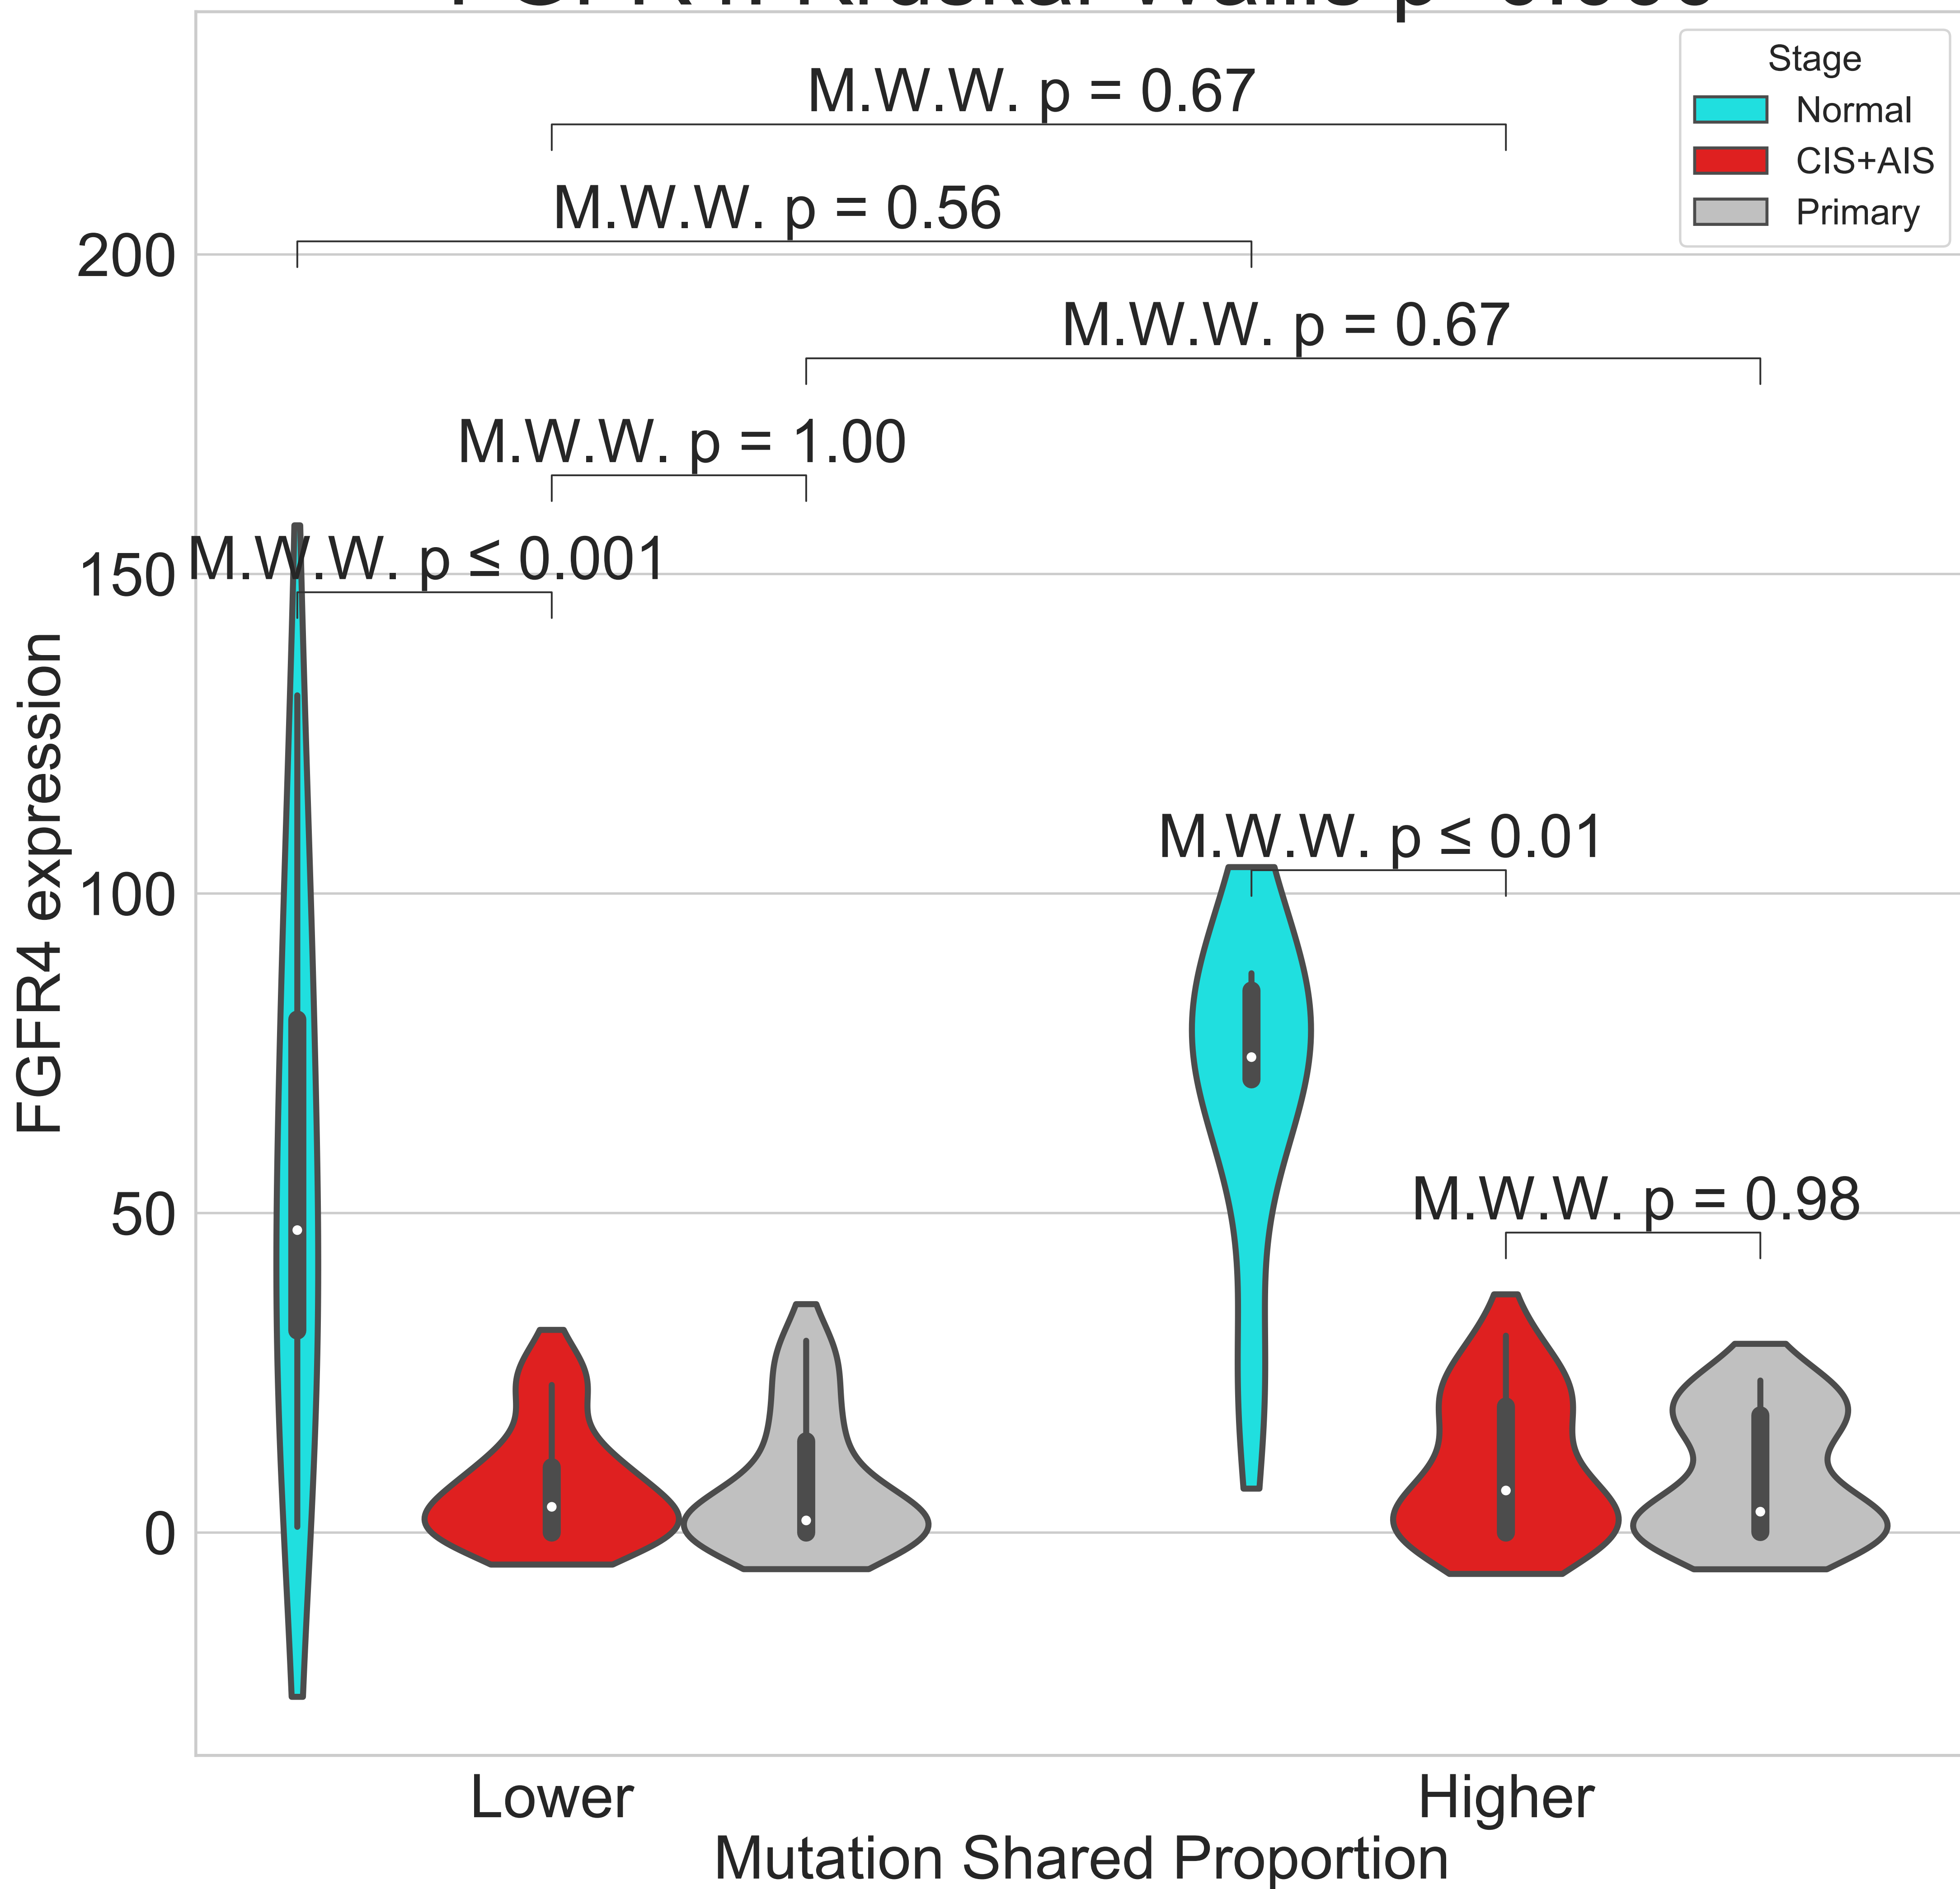 Stage
Normal
CIS+AIS
Primary
M.W.W. p = 0.67
M.W.W. p = 0.56
M.W.W. p = 0.67
M.W.W. p = 1.00
M.W.W. p ≤ 0.001
M.W.W. p ≤ 0.01
M.W.W. p = 0.98
200
150
100
50
0
FGFR4 expression
Lower
Higher
Mutation Shared Proportion